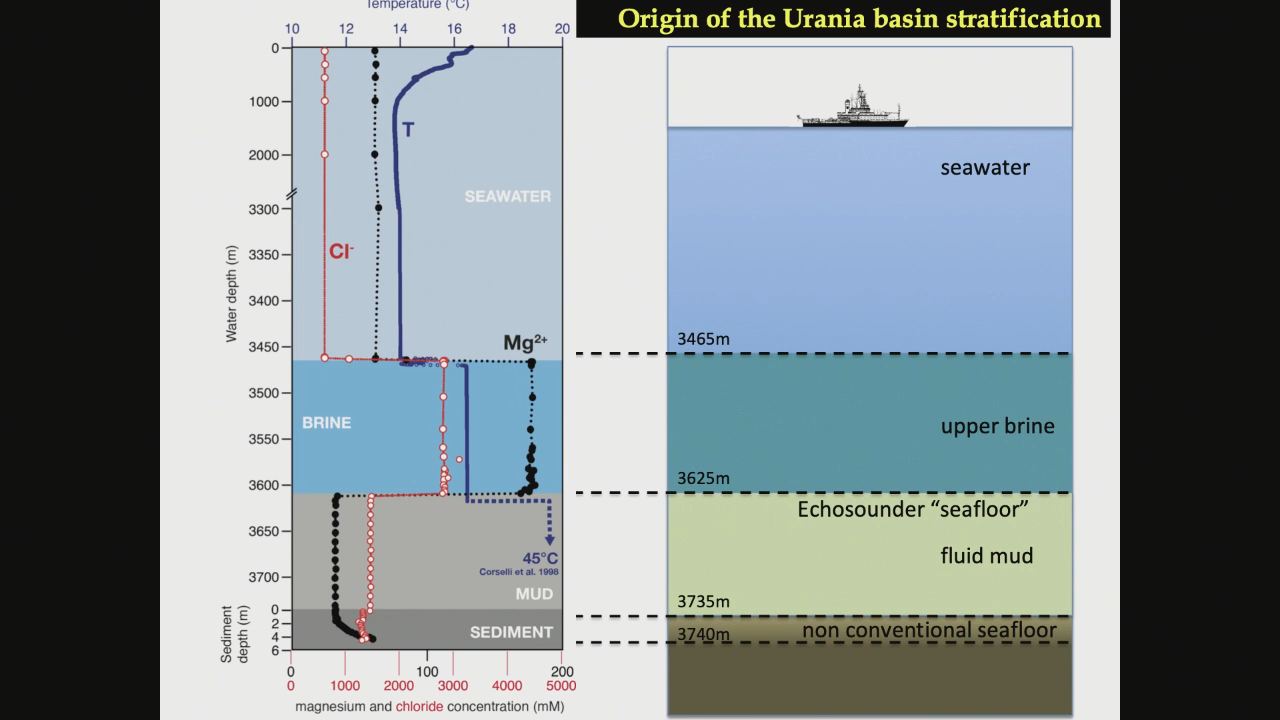 Temperature (°C)
Origin of the Urania basin stratification
10 12 14 16 18 20
0
1000
2000
3300
3350
3400
3450
3500
3550
3600
3650
3700
0
2
4
6
Water depth (m)
Sediment
depth (m)
T
SEAWATER
Cl-
Mg2+
BRINE
45°C
Corselli et al. 1998
MUD
SEDIMENT
0 100 200
0 1000 2000 3000 4000 5000
magnesium and chloride concentration (mM)
seawater
3465m
upper brine
3625m
Echosounder “seafloor”
fluid mud
3735m
non conventional seafloor
3740m